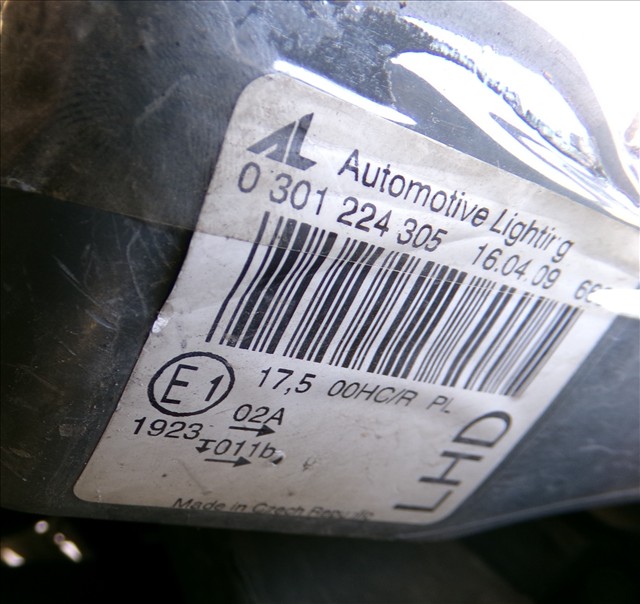 AL Automotive Lighting
0 301 224 305 16.04.09
E1 17,5 00HC/R PL
02A
1923 011b
LHD
Made in Czech Republic